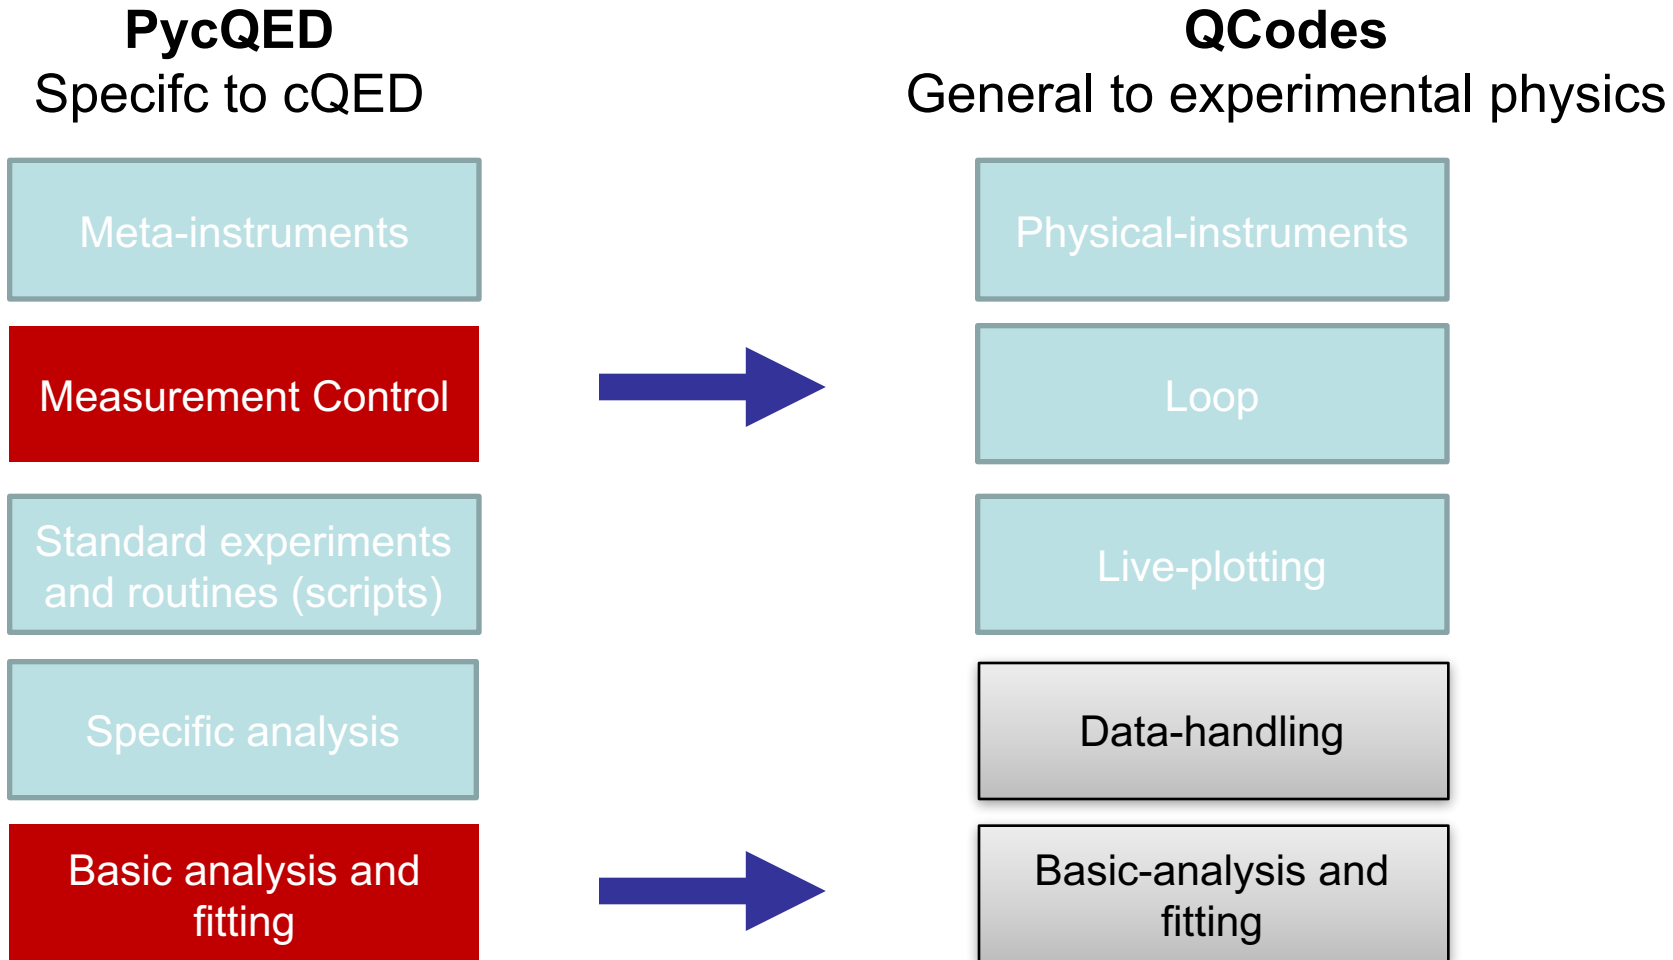 PycQED
Specifc to cQED
Meta-instruments
Measurement Control
Standard experiments
and routines (scripts)
Specific analysis
Basic analysis and
fitting
QCodes
General to experimental physics
Physical-instruments
Loop
Live-plotting
Data-handling
Basic-analysis and
fitting